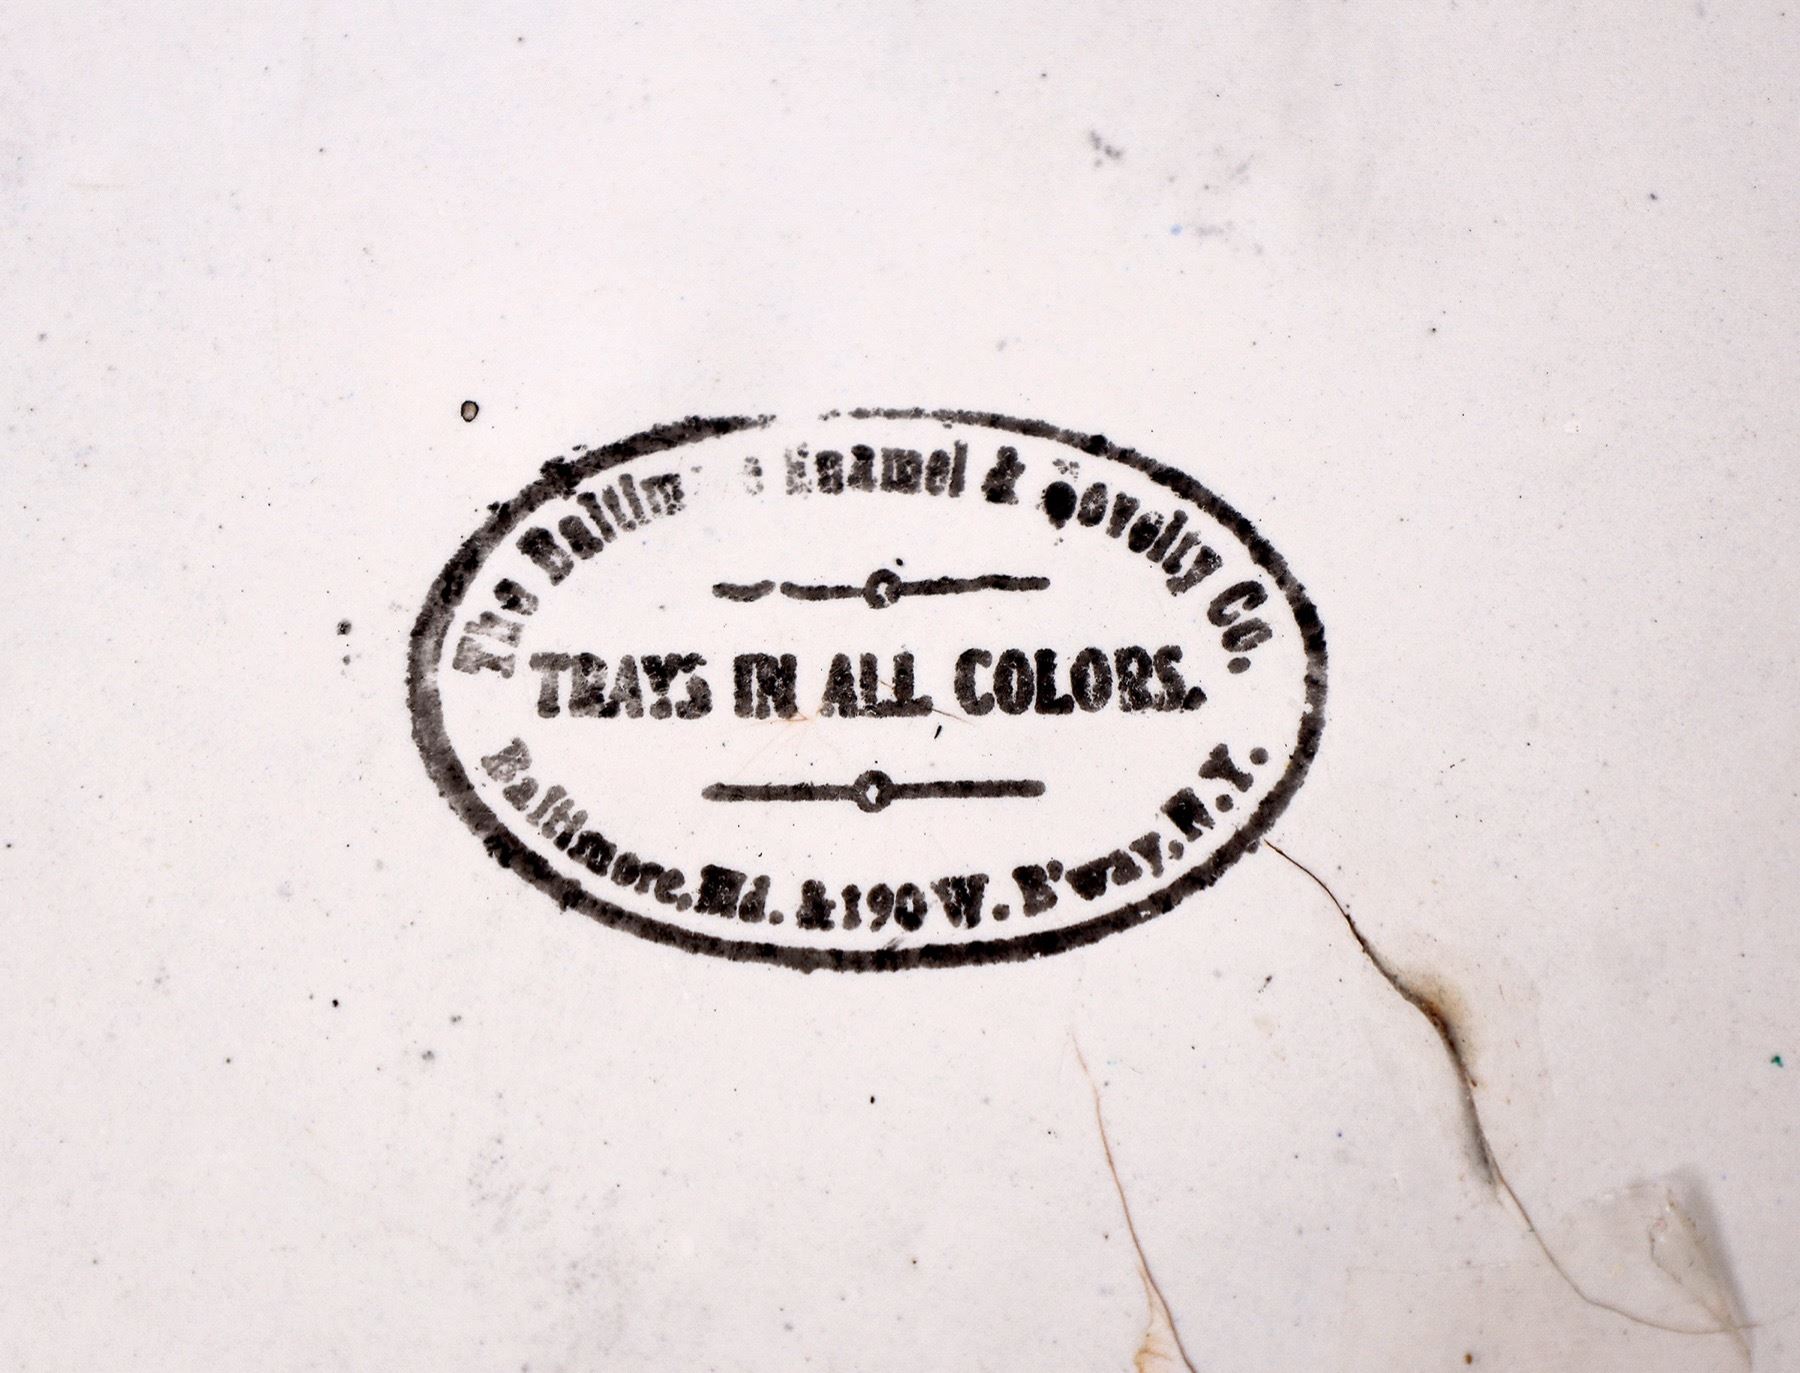 The Baltimore Enamel & Novelty Co.
TRAYS IN ALL COLORS.
Baltimore, Md. & 190 W. B'way, N.Y.